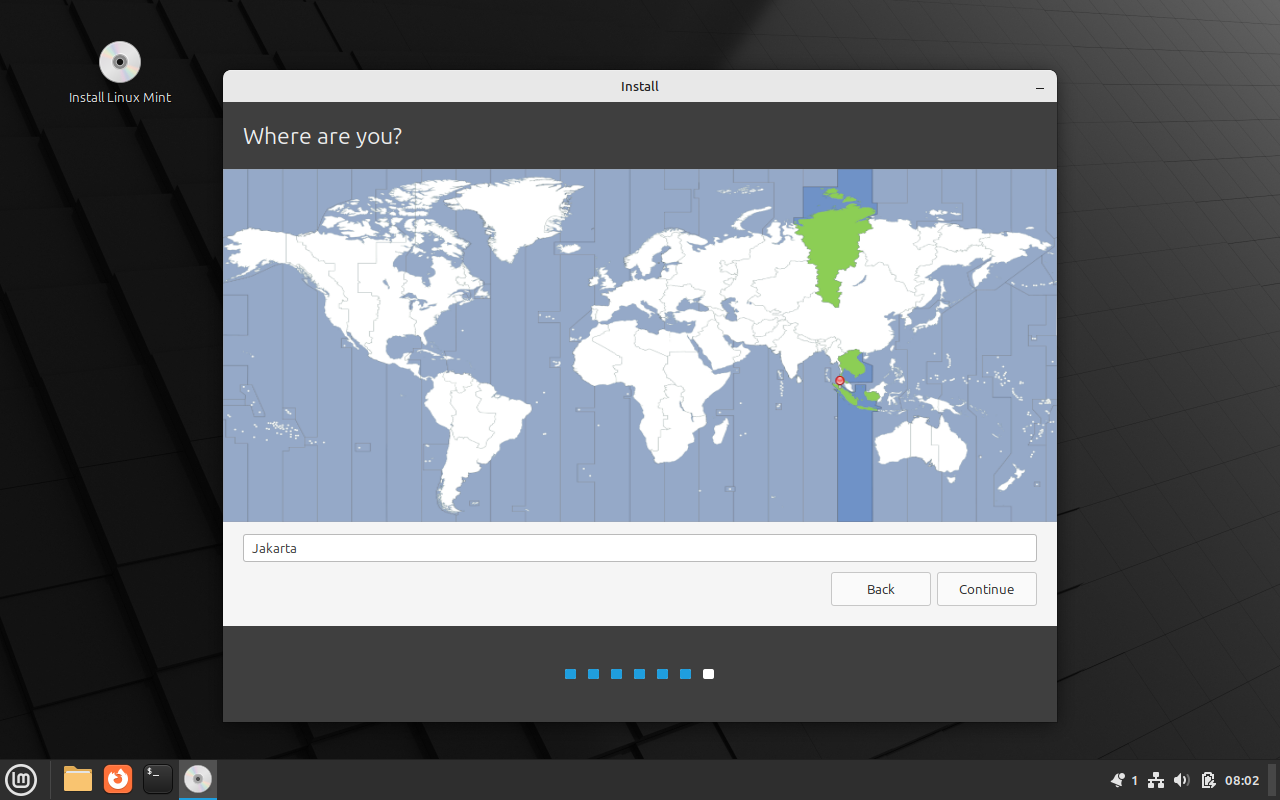 Install Linux Mint
Install
Where are you?
Jakarta
Back
Continue
$_
1
08:02